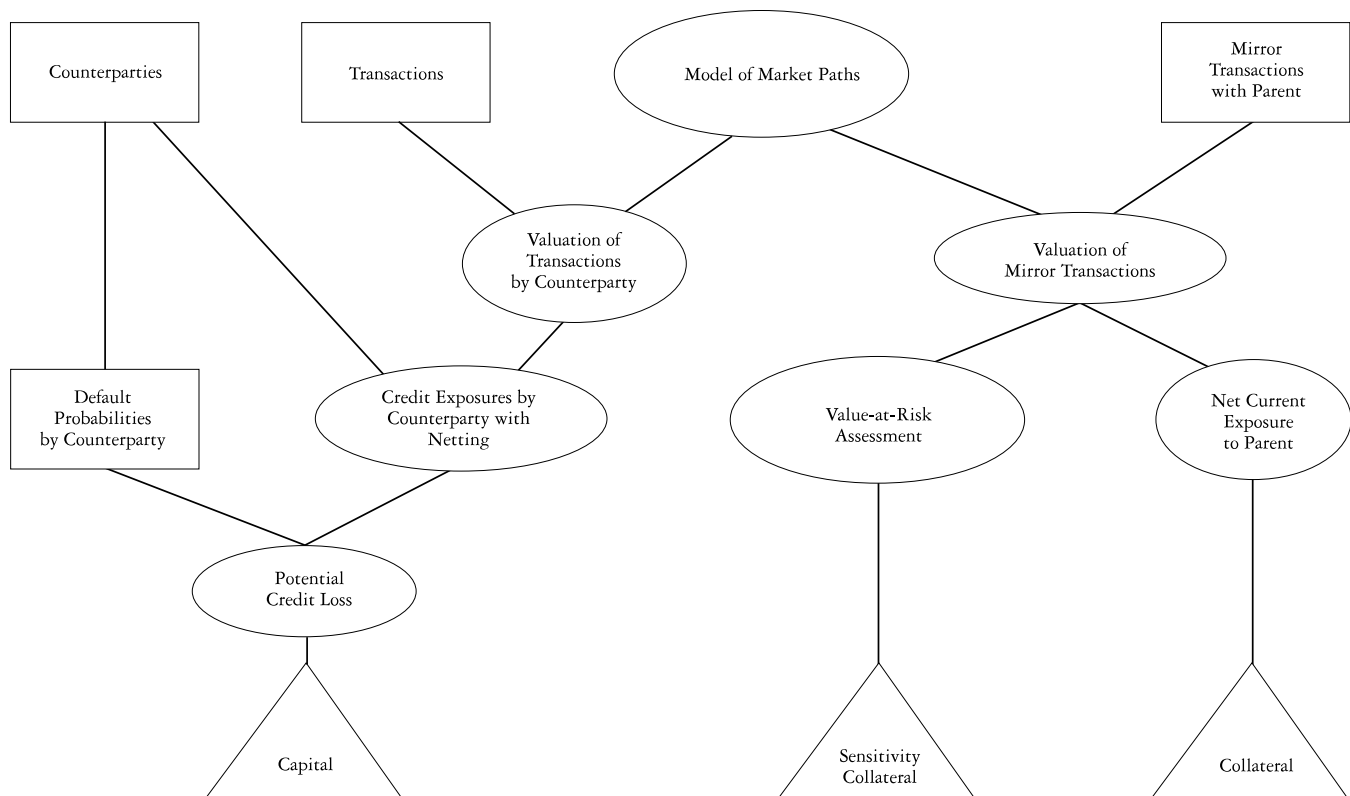 Counterparties
Transactions
Model of Market Paths
Mirror
Transactions
with Parent
Valuation of
Transactions
by Counterparty
Valuation of
Mirror Transactions
Default
Probabilities
by Counterparty
Credit Exposures by
Counterparty with
Netting
Value-at-Risk
Assessment
Net Current
Exposure
to Parent
Potential
Credit Loss
Capital
Sensitivity
Collateral
Collateral